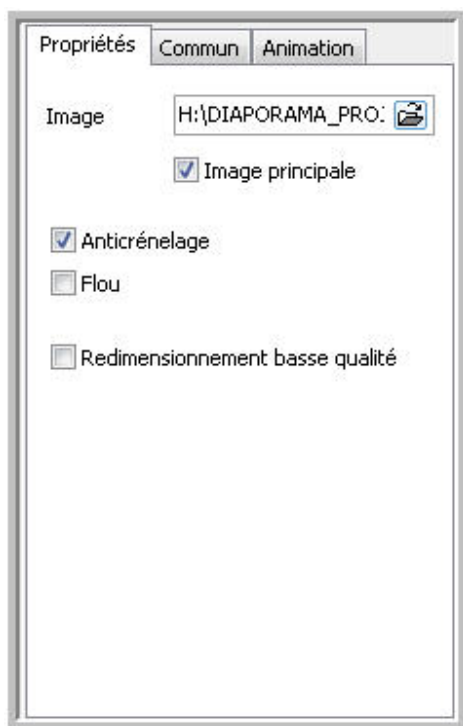 Propriétés Commun Animation
Image H:\DIAPORAMA_PRO:
Image principale
Anticrénelage
Flou
Redimensionnement basse qualité